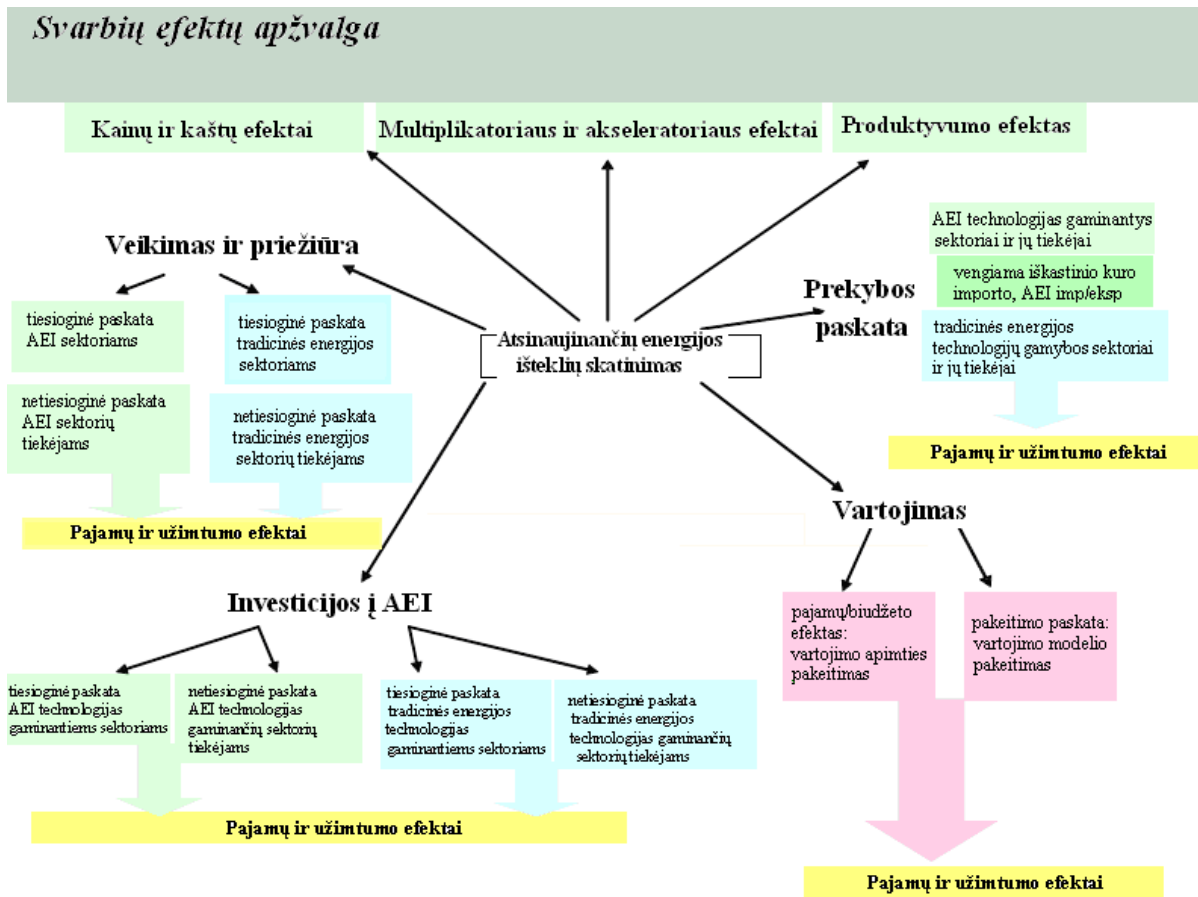 Svarbių efektų apžvalga
Kainų ir kaštų efektai
Multiplikatoriaus ir akseleratoriaus efektai
Produktyvumo efektas
Veikimas ir priežiūra
tiesioginė paskata
AEI sektoriams
tiesioginė paskata
tradicinės energijos
sektoriams
netiesioginė paskata
AEI sektorių
tiekėjams
netiesioginė paskata
tradicinės energijos
sektorių tiekėjams
Pajamų ir užimtumo efektai
Atsinaujinančių energijos
išteklių skatinimas
Prekybos
paskata
AEI technologijas gaminantys
sektoriai ir jų tiekėjai
vengiama iškastinio kuro
importo, AEI imp/eksp
tradicinės energijos
technologijų gamybos sektoriai
ir jų tiekėjai
Pajamų ir užimtumo efektai
Investicijos į AEI
tiesioginė paskata
AEI technologijas
gaminantiems sektoriams
netiesioginė paskata
AEI technologijas
gaminančių sektorių
tiekėjams
tiesioginė paskata
tradicinės energijos
technologijas
gaminantiems sektoriams
netiesioginė paskata
tradicinės energijos
technologijas gaminančių
sektorių tiekėjams
Pajamų ir užimtumo efektai
Vartojimas
pajamų/biudžeto
efektas:
vartojimo apimties
pakeitimas
pakeitimo paskata:
vartojimo modelio
pakeitimas
Pajamų ir užimtumo efektai